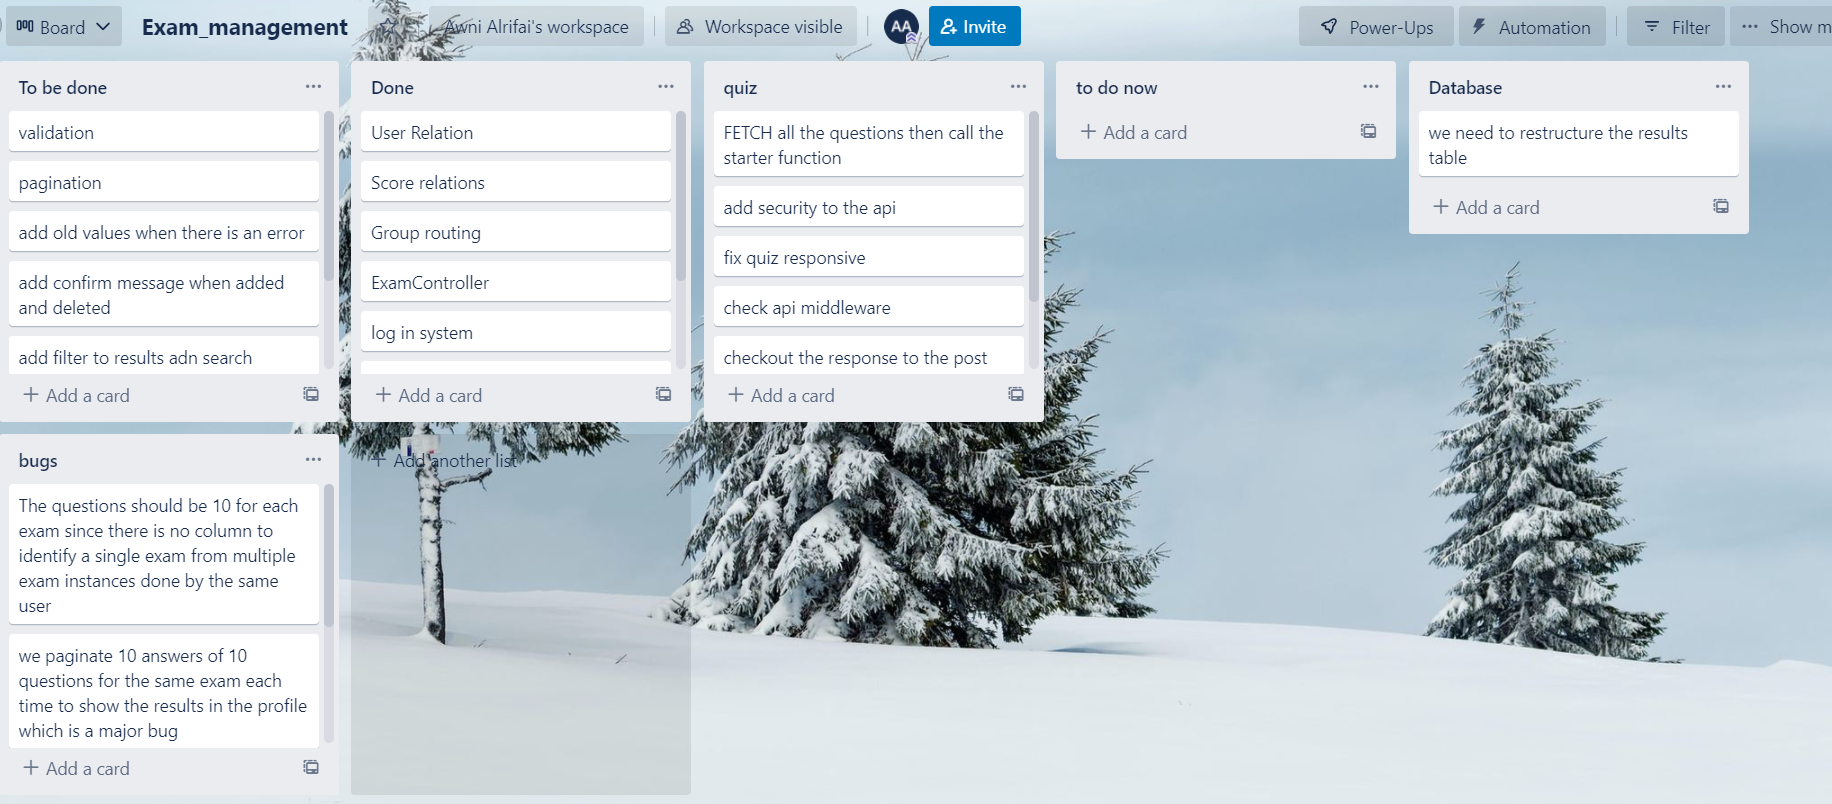 Board
Exam_management
Awni Alrifai's workspace
Workspace visible
AA
Invite
Power-Ups
Automation
Filter
Show m
To be done
validation
pagination
add old values when there is an error
add confirm message when added
and deleted
add filter to results adn search
Add a card
Done
User Relation
Score relations
Group routing
ExamController
log in system
Add a card
quiz
FETCH all the questions then call the
starter function
add security to the api
fix quiz responsive
check api middleware
checkout the response to the post
Add a card
to do now
Add a card
Database
we need to restructure the results
table
Add a card
bugs
The questions should be 10 for each
exam since there is no column to
identify a single exam from multiple
exam instances done by the same
user
we paginate 10 answers of 10
questions for the same exam each
time to show the results in the profile
which is a major bug
Add a card
Add another list